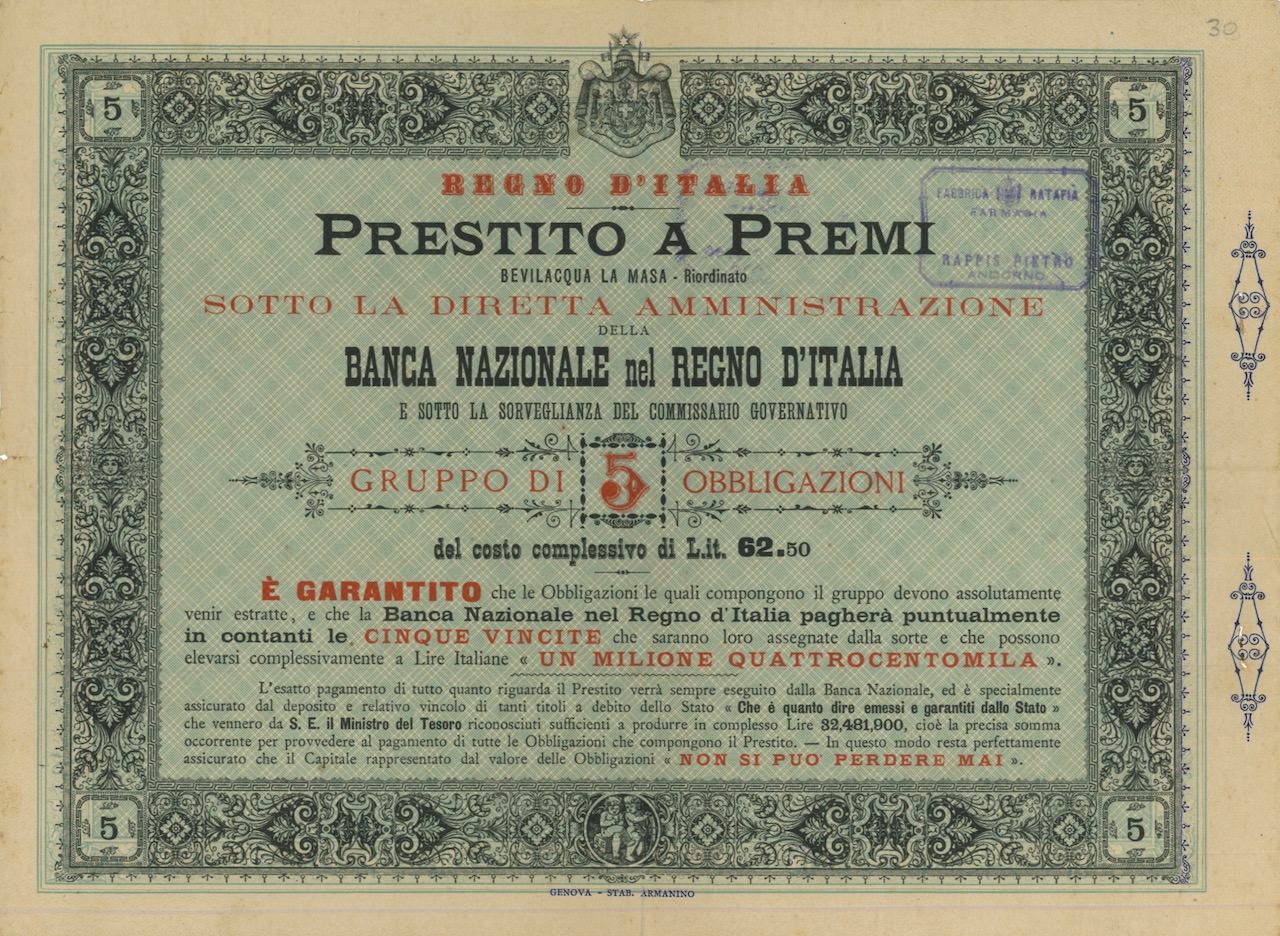 30
5
5
REGNO D'ITALIA
PRESTITO A PREMI
BEVILACQUA LA MASA - Riordinato
SOTTO LA DIRETTA AMMINISTRAZIONE
DELLA
BANCA NAZIONALE nel REGNO D'ITALIA
E SOTTO LA SORVEGLIANZA DEL COMMISSARIO GOVERNATIVO
FABBRICA RATAFIÀ
FARMACIA
RAPPIS PIETRO
ANDORNO
GRUPPO DI 5 OBBLIGAZIONI
del costo complessivo di L.it. 62.50
È GARANTITO che le Obbligazioni le quali compongono il gruppo devono assolutamente
venir estratte, e che la Banca Nazionale nel Regno d'Italia pagherà puntualmente
in contanti le CINQUE VINCITE che saranno loro assegnate dalla sorte e che possono
elevarsi complessivamente a Lire Italiane « UN MILIONE QUATTROCENTOMILA ».
L'esatto pagamento di tutto quanto riguarda il Prestito verrà sempre eseguito dalla Banca Nazionale, ed è specialmente
assicurato dal deposito e relativo vincolo di tanti titoli a debito dello Stato « Che è quanto dire emessi e garantiti dallo Stato »
che vennero da S. E. il Ministro del Tesoro riconosciuti sufficienti a produrre in complesso Lire 32,481,900, cioè la precisa somma
occorrente per provvedere al pagamento di tutte le Obbligazioni che compongono il Prestito. — In questo modo resta perfettamente
assicurato che il Capitale rappresentato dal valore delle Obbligazioni « NON SI PUO' PERDERE MAI ».
5
5
GENOVA - STAB. ARMANINO